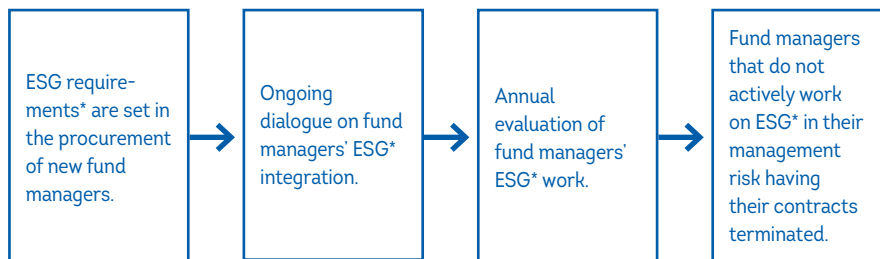 ESG require-
ments* are set in
the procurement
of new fund
managers.
Ongoing
dialogue on fund
managers' ESG*
integration.
Annual
evaluation of
fund managers'
ESG* work.
Fund managers
that do not
actively work
on ESG* in their
management
risk having
their contracts
terminated.